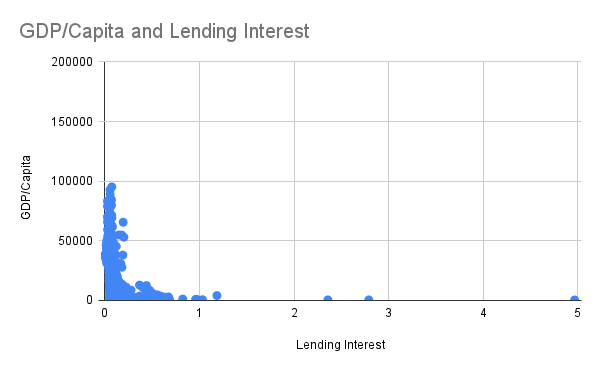 GDP/Capita and Lending Interest
200000
150000
100000
50000
0
0 1 2 3 4 5
GDP/Capita
Lending Interest